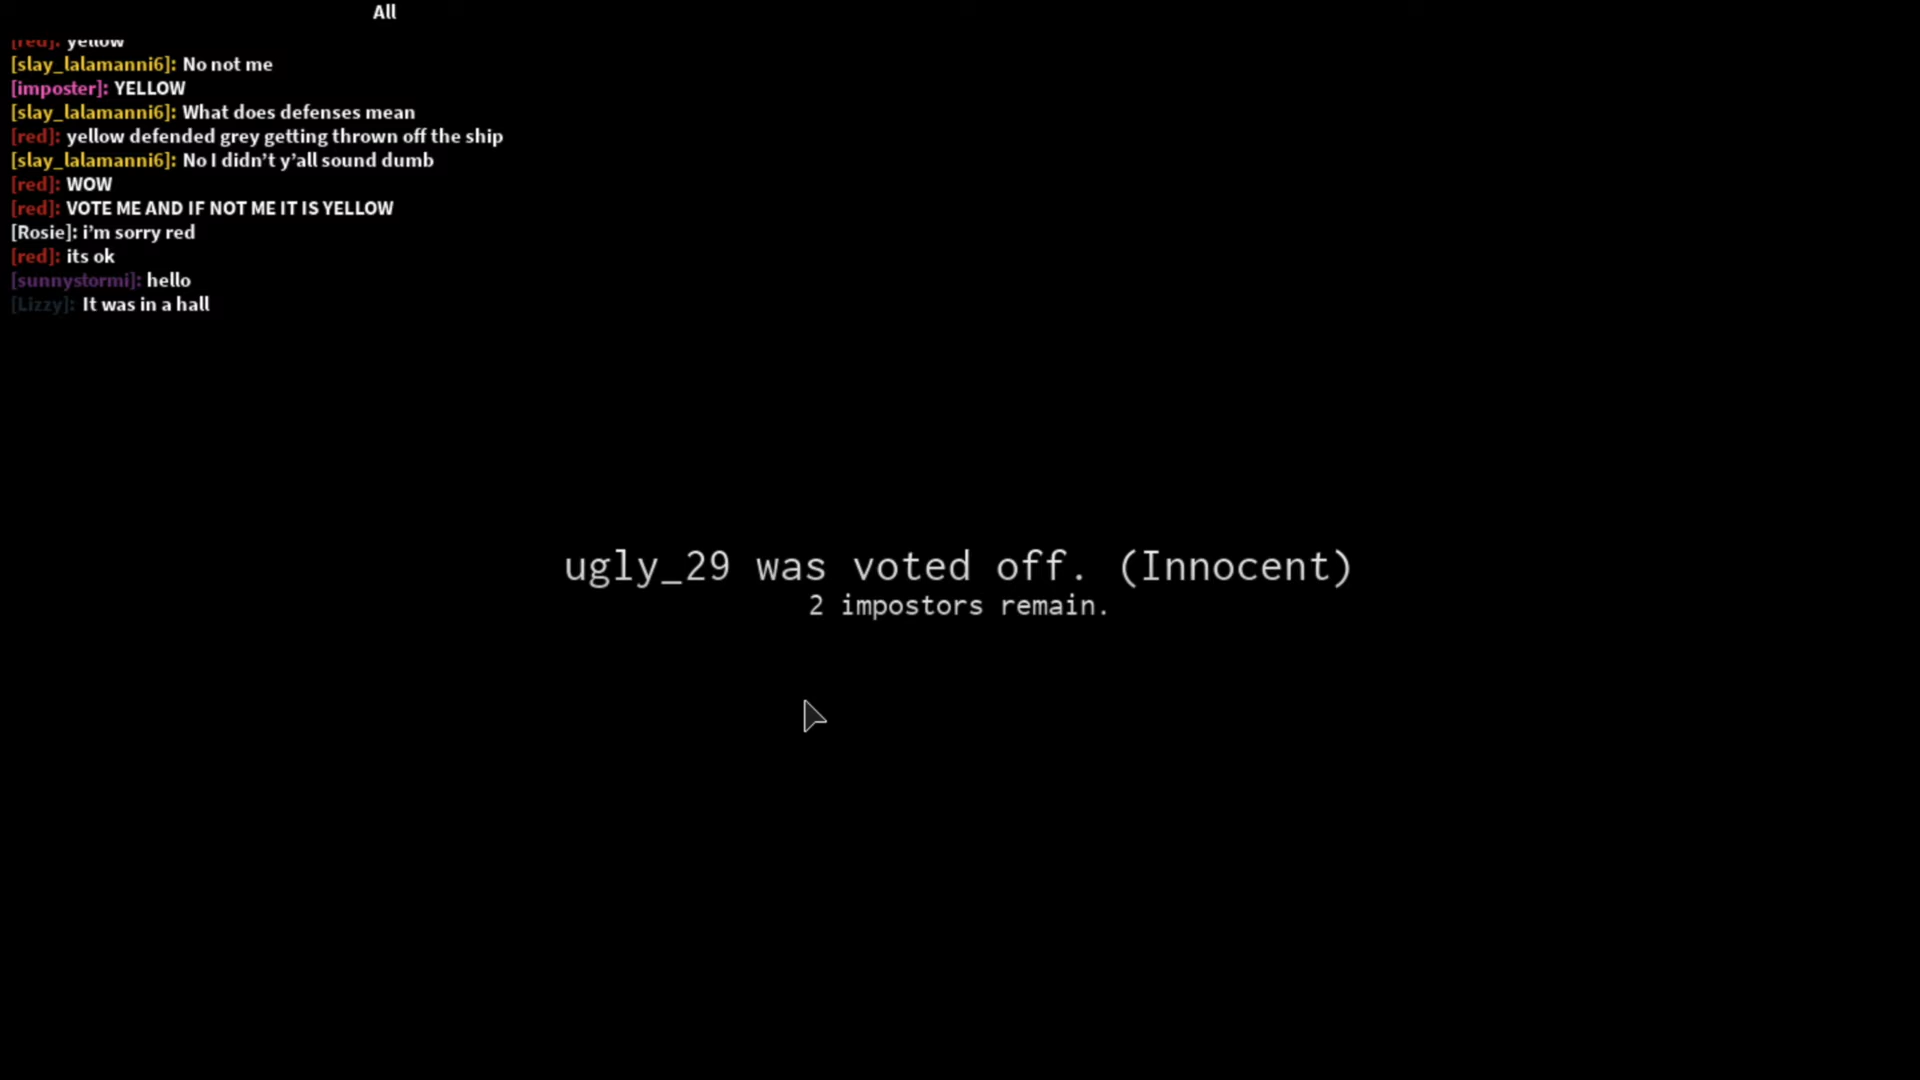 All
[red]: yellow
[slay_lalamanni6]: No not me
[imposter]: YELLOW
[slay_lalamanni6]: What does defenses mean
[red]: yellow defended grey getting thrown off the ship
[slay_lalamanni6]: No I didn’t y’all sound dumb
[red]: WOW
[red]: VOTE ME AND IF NOT ME IT IS YELLOW
[Rosie]: i’m sorry red
[red]: its ok
[sunnystormi]: hello
[Lizzy]: It was in a hall
ugly_29 was voted off. (Innocent)
2 impostors remain.